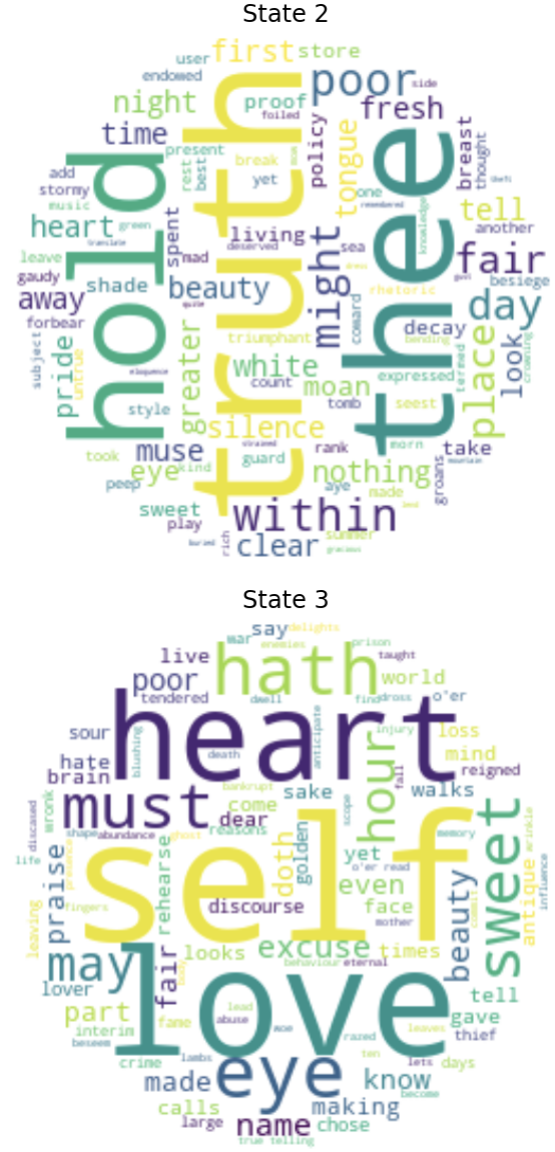 State 2
user first store
endowed poor side
night proof fresh
foiled
time truth policy tongue breast
hold present thee thought
add rest best break yet one
stormy remembered
music tell
heart green spent living might sea knowledge another
translate deserved
leave mad fair
gaudy shade beauty rhetoric besiege
away quite day
forbear comard decay
subject pride untrue greater triumphant bending place look crowning
eloquence white expressed termed
count moan
style tomb seest
silence
muse strained rank morn take
took guard mountain
eye kind nothing groans
peep aye
sweet made
play within
rich summer
buried clear gracious
State 3
say delights
war enemies prison
live hath taught
poor world
tendered dwell find dross o'er
heart
sour blushing anticipate injury loss
hate death hour mind
brain fall reigned
bankrupt sake walks
must come
discased wronk dear scope
shape abundance ghost reasons golden memory sweet wrinkle
self doth yet
life presence o'er read
praise rehearse even antique influence
fingers discourse face
mother beauty
leaving fair looks excuse times
may behaviour eternal
lover love tell
part lead gave
interim fame abuse moe razed leaves thief
beseem
crime lambs ten lets days
made eye know
become
calls making
large name chose
true telling